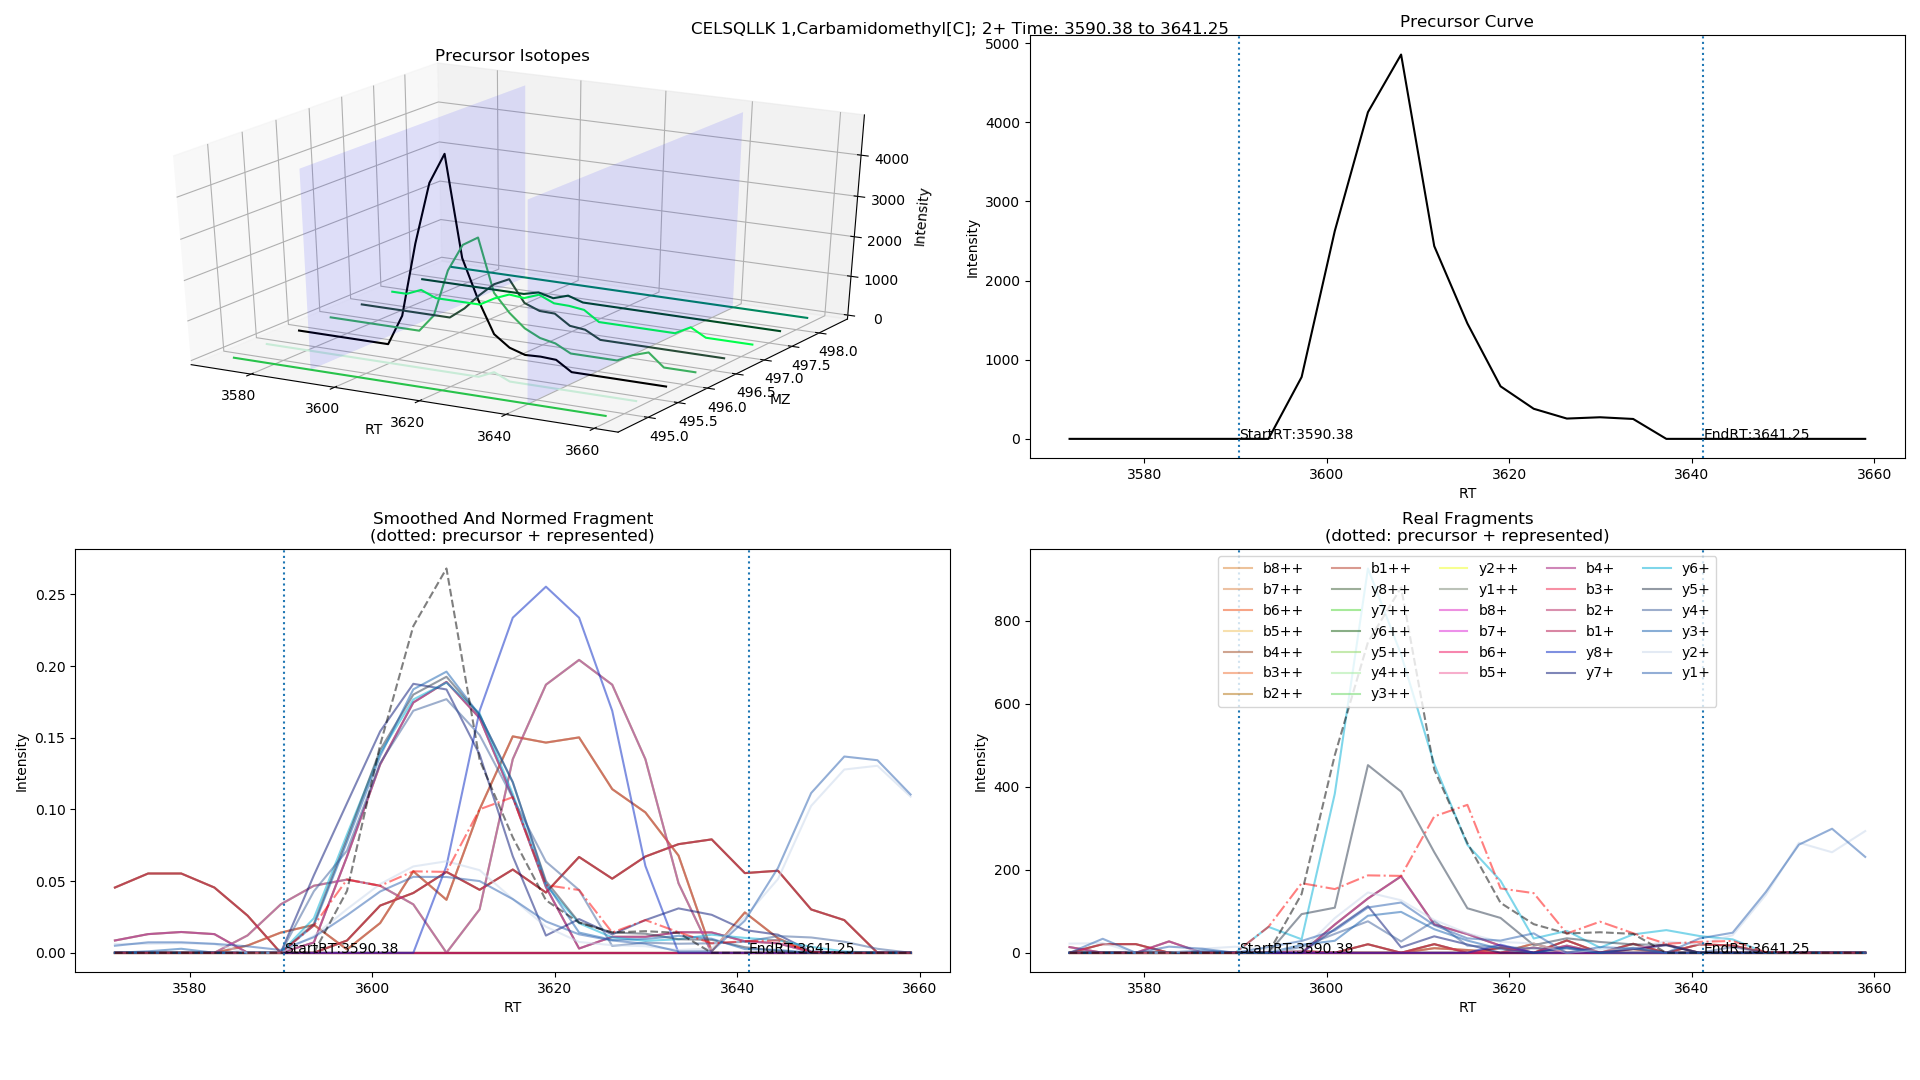 CELSQLLK 1,Carbamidomethyl[C]; 2+ Time: 3590.38 to 3641.25
Precursor Isotopes
4000
3000
2000
1000
0
Intensity
3580
3600
3620
3640
3660
RT
495.0
495.5
496.0
496.5
497.0
497.5
498.0
MZ
Precursor Curve
5000
4000
3000
2000
1000
0
Intensity
StartRT:3590.38
EndRT:3641.25
3580
3600
3620
3640
3660
RT
Smoothed And Normed Fragment
(dotted: precursor + represented)
0.25
0.20
0.15
0.10
0.05
0.00
Intensity
StartRT:3590.38
EndRT:3641.25
3580
3600
3620
3640
3660
RT
Real Fragments
(dotted: precursor + represented)
b8++
b7++
b6++
b5++
b4++
b3++
b2++
b1++
y8++
y7++
y6++
y5++
y4++
y3++
y2++
y1++
b8+
b7+
b6+
b5+
b4+
b3+
b2+
b1+
y8+
y7+
y6+
y5+
y4+
y3+
y2+
y1+
800
600
400
200
0
Intensity
StartRT:3590.38
EndRT:3641.25
3580
3600
3620
3640
3660
RT